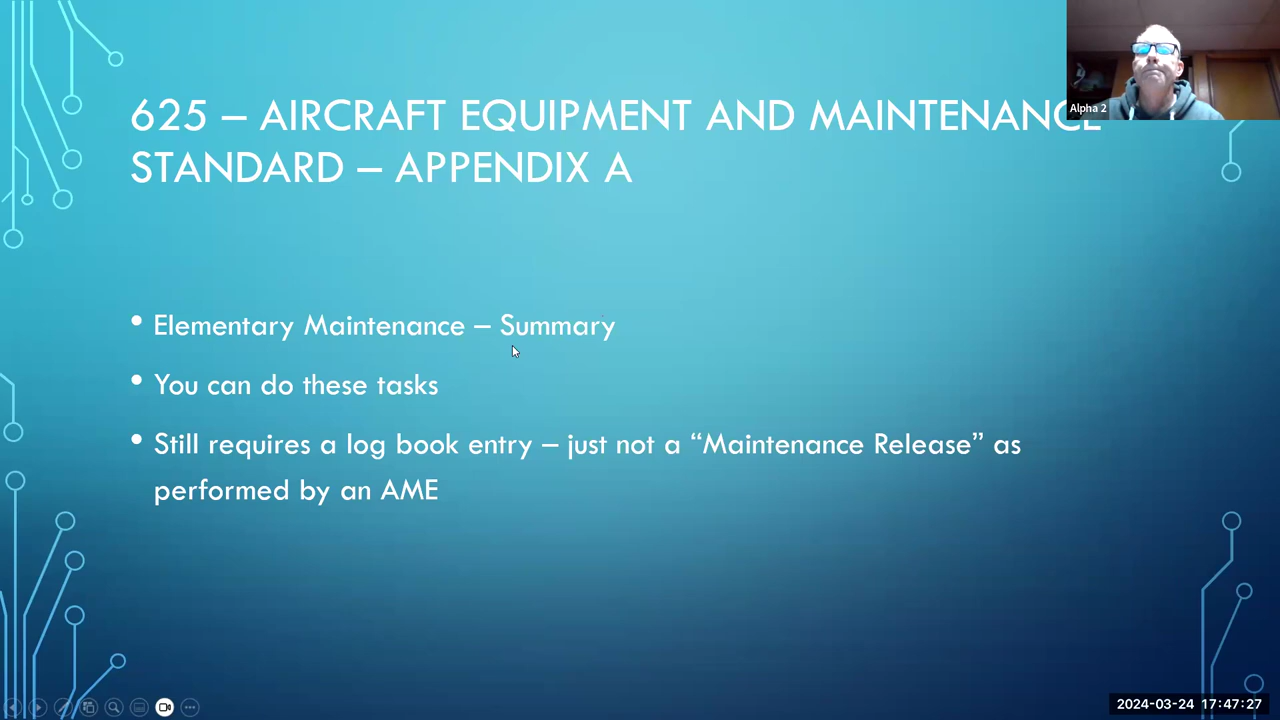 625 – AIRCRAFT EQUIPMENT AND MAINTENANCE
STANDARD – APPENDIX A
Alpha 2
• Elementary Maintenance – Summary
• You can do these tasks
• Still requires a log book entry – just not a “Maintenance Release” as
performed by an AME
2024-03-24 17:47:27